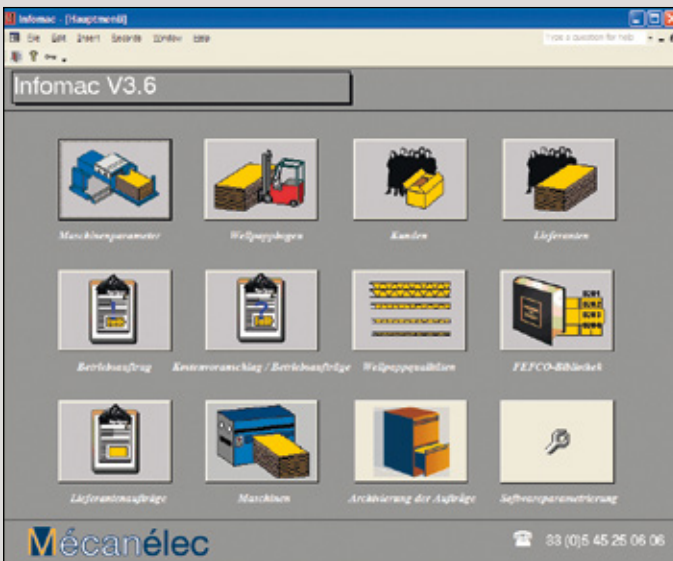 Infomac - [Hauptmenü]
File Edit Insert Records Window Help
Type a question for help
Infomac V3.6
Maschinenparameter
Wellpappbogen
Kunden
Lieferanten
Betriebsauftrag
Kostenvoranschlag / Betriebsaufträge
Wellpappqualitäten
FEFCO-Bibliothek
Lieferantenaufträge
Maschinen
Archivierung der Aufträge
Softwareparametrierung
Mécanélec
33 (0)5 45 25 06 06